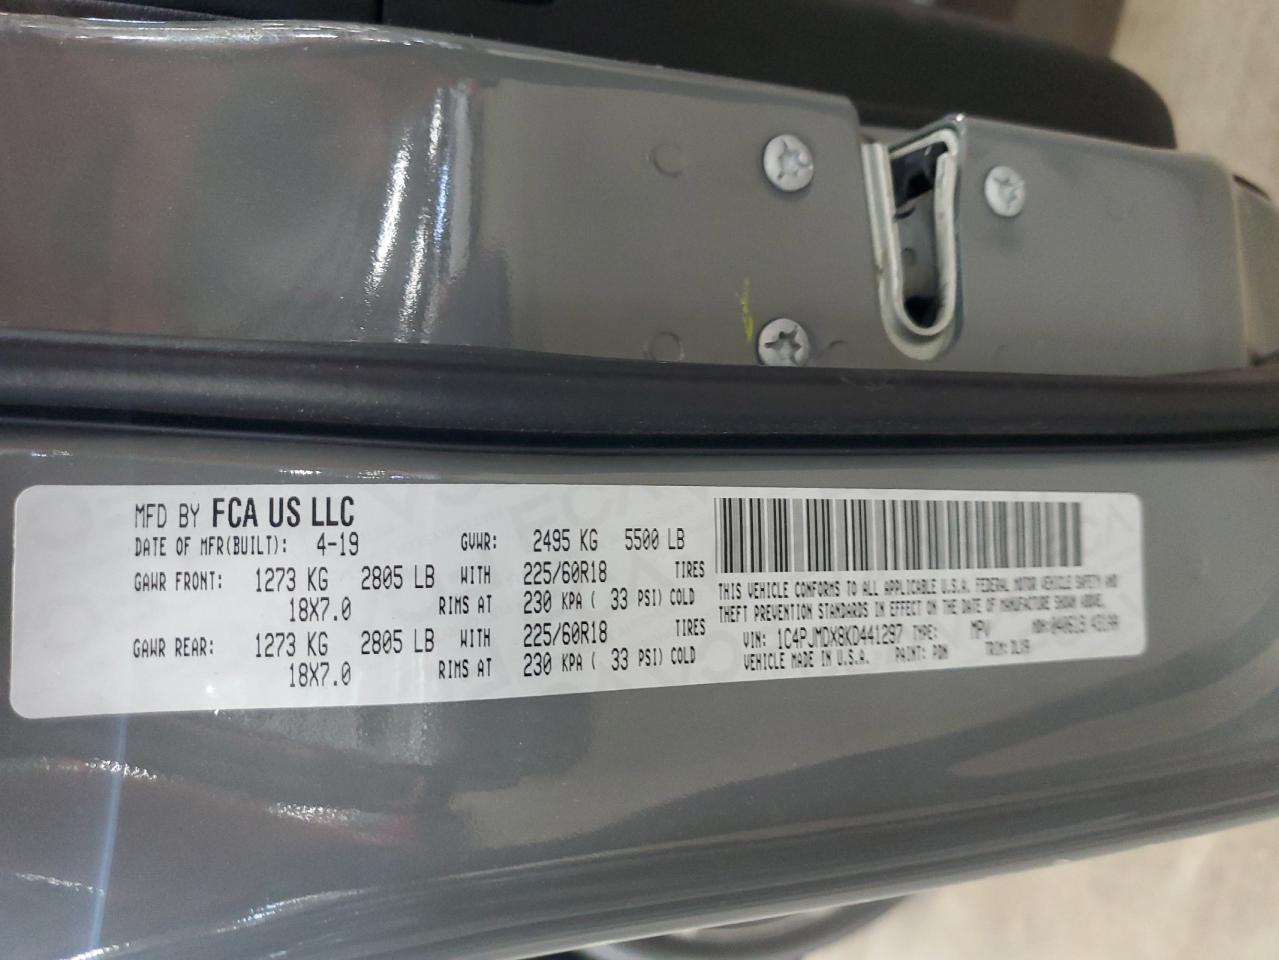 MFD BY FCA US LLC
DATE OF MFR(BUILT): 4-19 GVWR: 2495 KG 5500 LB
GAWR FRONT: 1273 KG 2805 LB WITH 225/60R18 TIRES
18X7.0 RIMS AT 230 KPA ( 33 PSI) COLD
GAWR REAR: 1273 KG 2805 LB WITH 225/60R18 TIRES
18X7.0 RIMS AT 230 KPA ( 33 PSI) COLD
THIS VEHICLE CONFORMS TO ALL APPLICABLE U.S.A. FEDERAL MOTOR VEHICLE SAFETY AND
THEFT PREVENTION STANDARDS IN EFFECT ON THE DATE OF MANUFACTURE SHOWN ABOVE.
VIN: 1C4PJMDX8KD441297 TYPE: MPV MDH:
VEHICLE MADE IN U.S.A. PAINT: PDN TRIM: